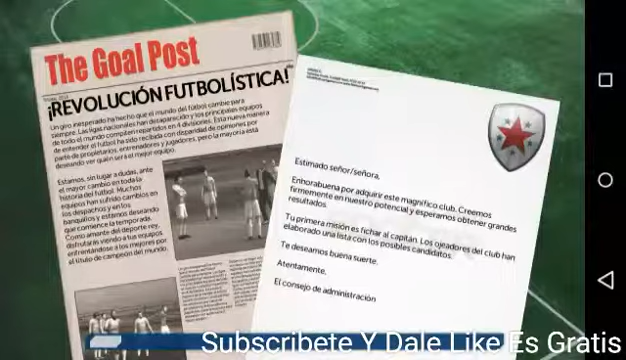 The Goal Post
¡REVOLUCIÓN FUTBOLÍSTICA!
Un giro inesperado ha hecho que el mundo del fútbol cambie para
siempre. Las ligas nacionales han desaparecido y los principales equipos
de todo el mundo competirán repartidos en 4 divisiones. Esta nueva manera
de entender el fútbol ha sido recibida con disparidad de opiniones por
parte de propietarios, entrenadores y jugadores, pero la mayoría está
deseando ver quién será el mejor equipo.
Estamos, sin lugar a dudas, ante
el mayor cambio en toda la
historia del fútbol. Muchos
equipos han sufrido cambios en
los despachos y en los
banquillos y estamos deseando
que comience la temporada.
Como amante del deporte rey,
disfrutarás viendo a tus equipos
enfrentándose a los mejores por
el título de campeón del mundo.
Estimado señor/señora,
Enhorabuena por adquirir este magnífico club. Creemos
firmemente en nuestro potencial y esperamos obtener grandes
resultados.
Tu primera misión es fichar al capitán. Los ojeadores del club han
elaborado una lista con los posibles candidatos.
Te deseamos buena suerte.
Atentamente,
El consejo de administración
Subscribete Y Dale Like Es Gratis